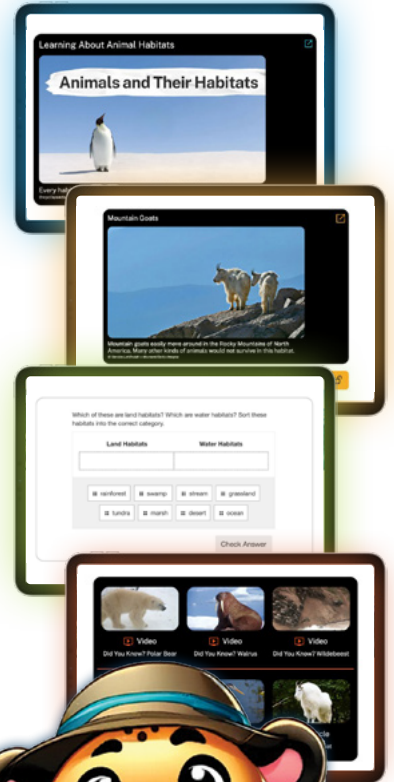 Learning About Animal Habitats
Animals and Their Habitats
Every
Mountain Goats
Mountain goats easily move around in the Rocky Mountains of North
America. Many other kinds of animals would not survive in this habitat.
Which of these are land habitats? Which are water habitats? Sort these
habitats into the correct category.
Land Habitats Water Habitats
rainforest swamp stream grassland
tundra marsh desert ocean
Check Answer
Video Video Video
Did You Know? Polar Bear Did You Know? Walrus Did You Know? Wildebeest